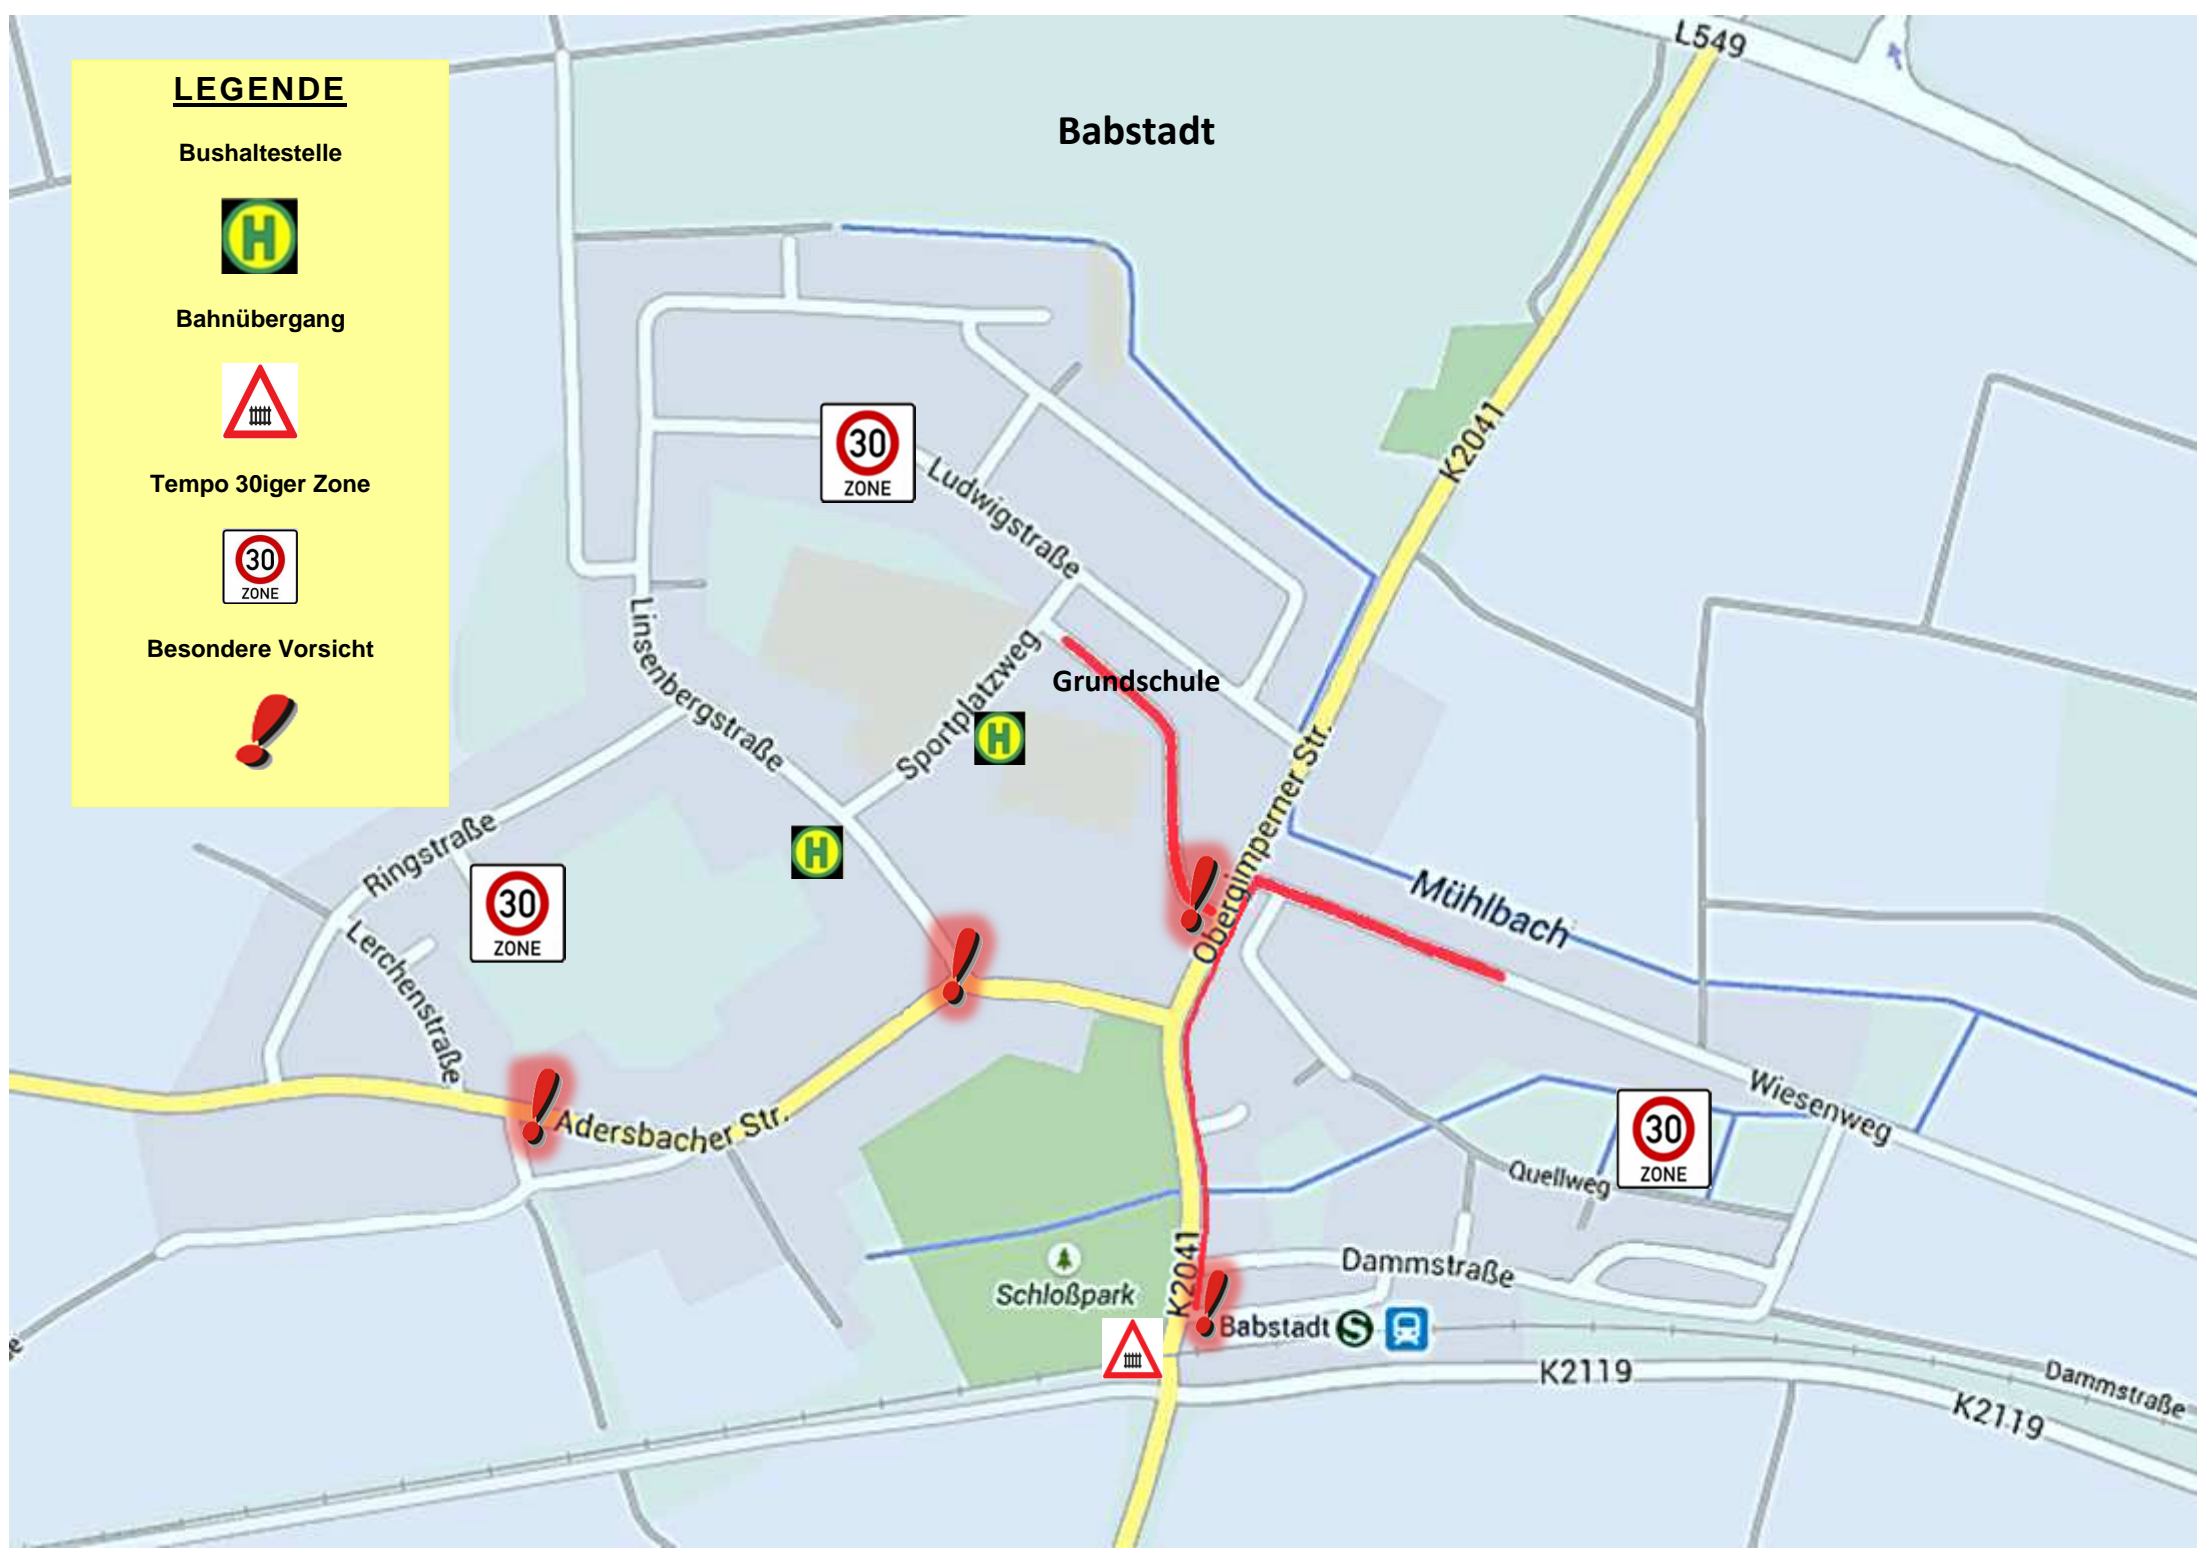 LEGENDE
Bushaltestelle
H
Bahnübergang
Tempo 30iger Zone
30
ZONE
Besondere Vorsicht
Babstadt
L549
K2041
30
ZONE
Ludwigstraße
Linsenbergstraße
Sportplatzweg
Grundschule
H
H
Obergimperner Str.
Ringstraße
30
ZONE
Lerchenstraße
Mühlbach
Adersbacher Str.
Wiesenweg
30
ZONE
Quellweg
Schloßpark
K2041
Dammstraße
Babstadt S
K2119
Dammstraße
K2119
e